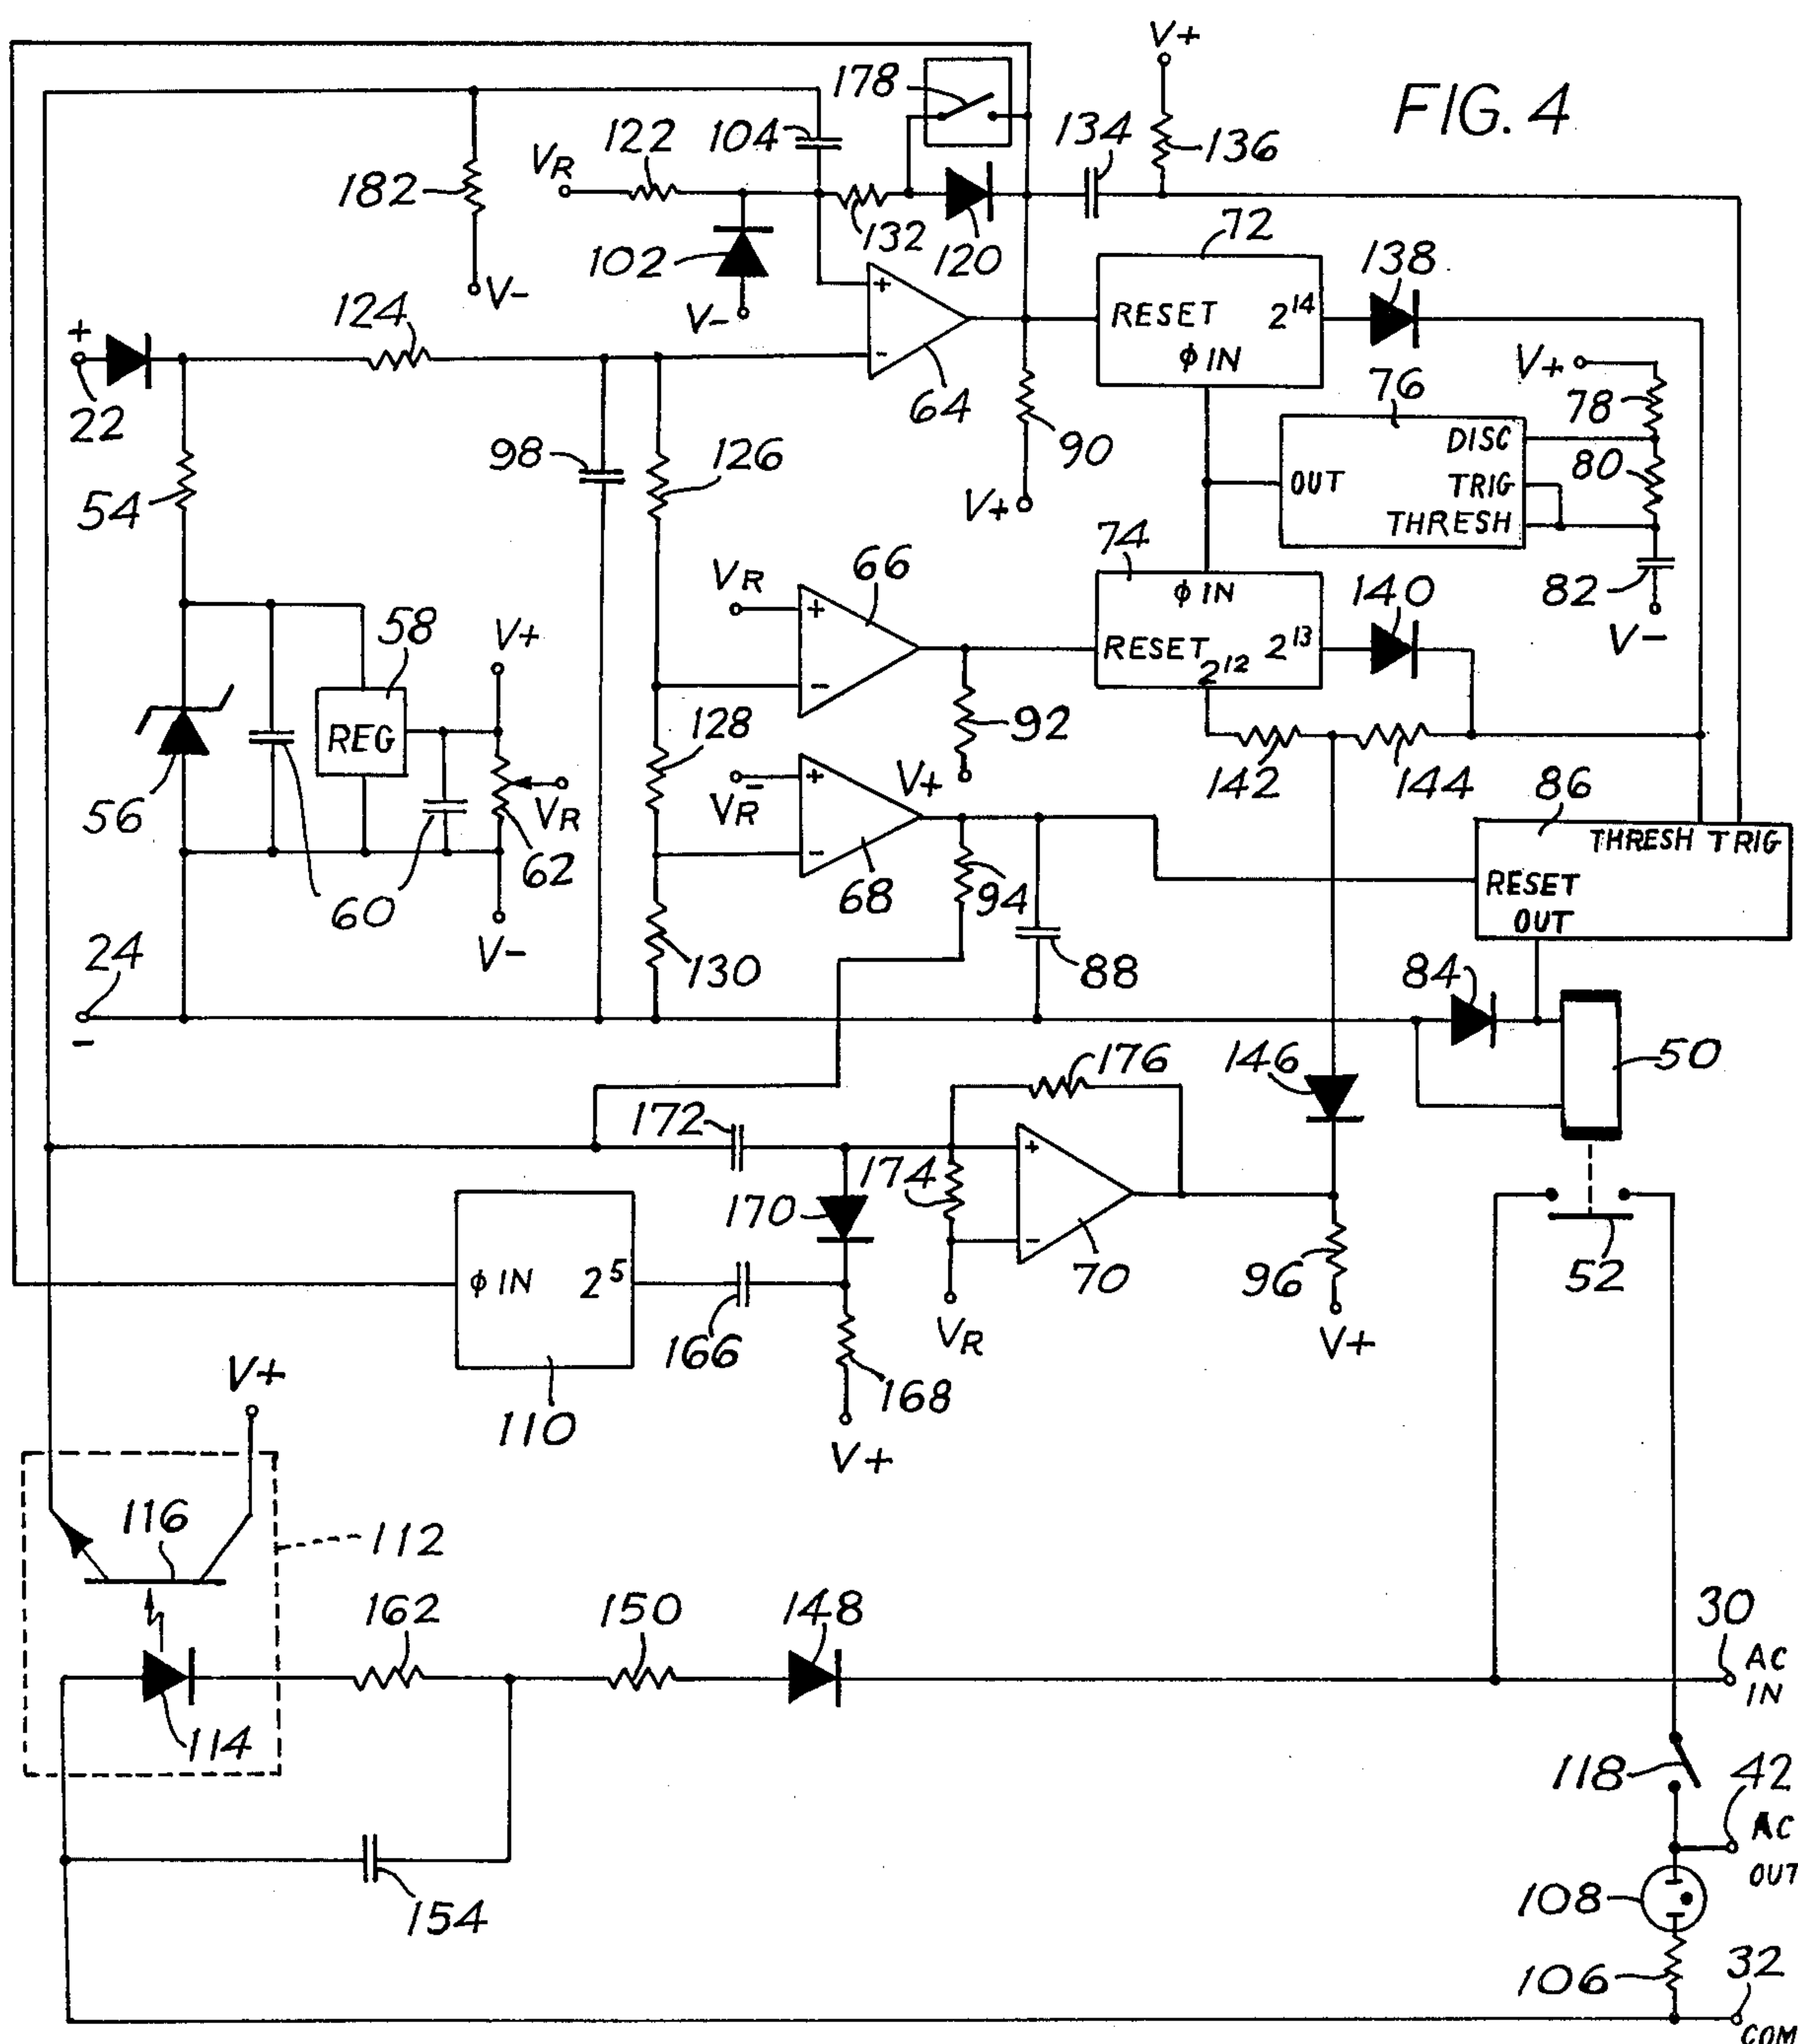 V+
FIG. 4
178
134
136
122
104
VR
182
132
120
72
138
102
V-
V-
RESET 2^14
φ IN
124
+
64
22
V+
76
78
DISC
98
126
90
OUT
TRIG
80
54
V+
THRESH
74
VR
66
φ IN
140
82
V-
58
V+
RESET
2^13
2^12
128
92
REG
142
144
86
56
VR
VR
V+
THRESH TRIG
62
68
94
RESET
OUT
60
V-
24
130
88
84
-
146
50
176
172
174
170
φ IN 2^5
70
96
52
166
VR
V+
168
V+
110
V+
116
112
162
150
148
30
AC
IN
114
118
42
AC
OUT
154
108
106
32
COM